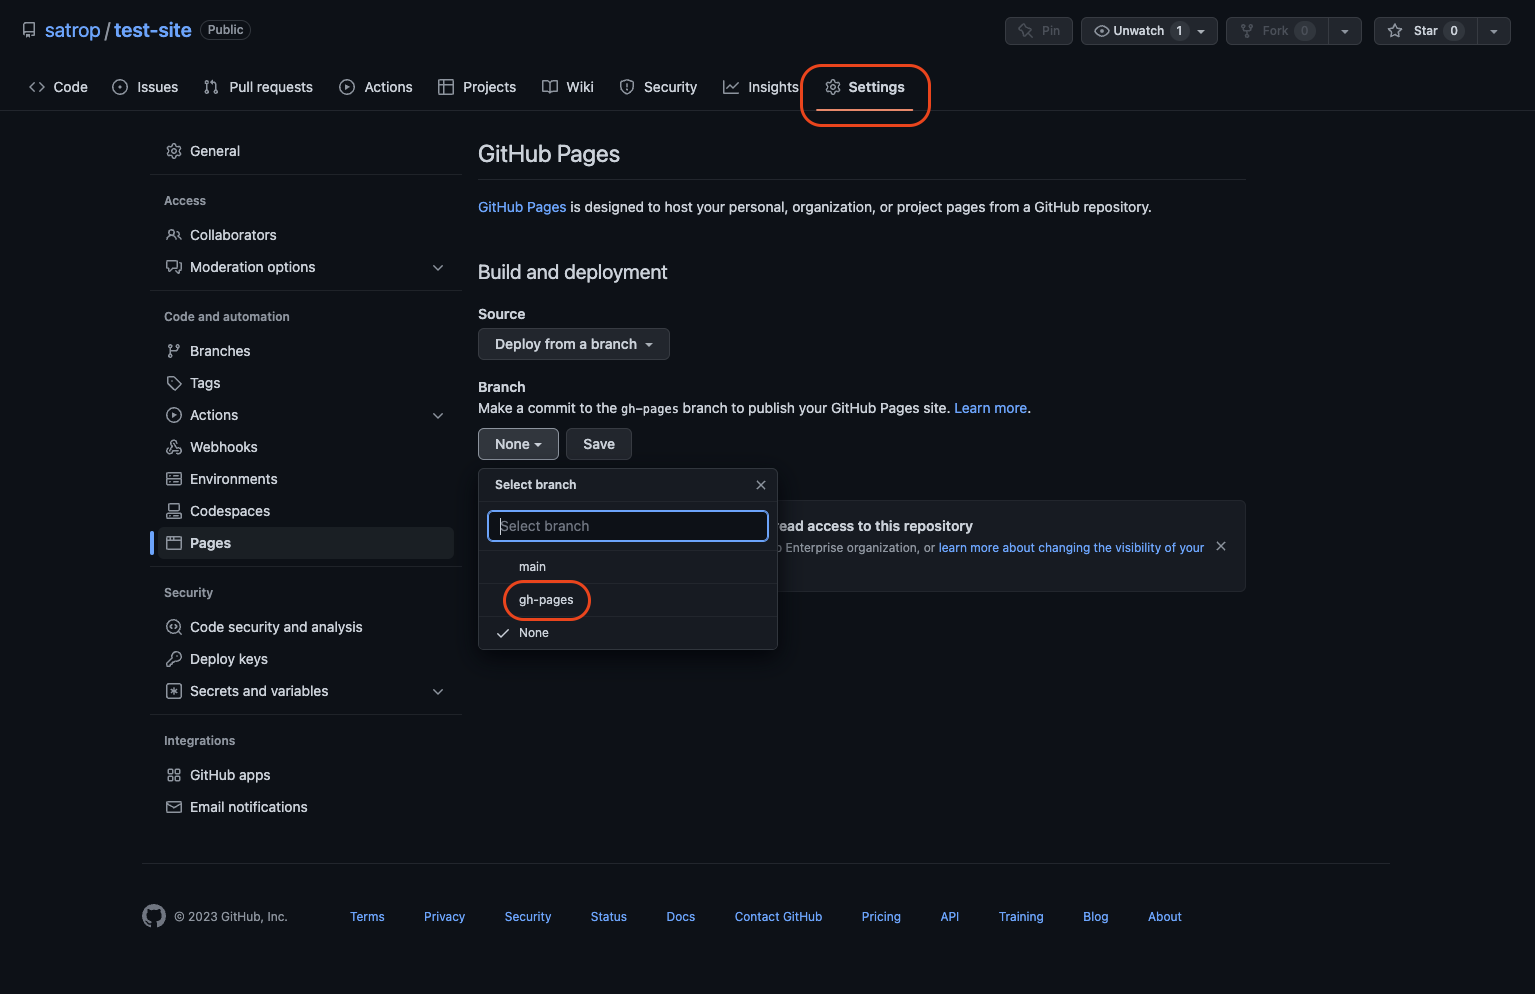 satrop / test-site Public
Pin
Unwatch 1
Fork 0
Star 0
Code
Issues
Pull requests
Actions
Projects
Wiki
Security
Insights
Settings
General
Access
Collaborators
Moderation options
Code and automation
Branches
Tags
Actions
Webhooks
Environments
Codespaces
Pages
Security
Code security and analysis
Deploy keys
Secrets and variables
Integrations
GitHub apps
Email notifications
GitHub Pages
GitHub Pages is designed to host your personal, organization, or project pages from a GitHub repository.
Build and deployment
Source
Deploy from a branch
Branch
Make a commit to the gh-pages branch to publish your GitHub Pages site. Learn more.
None
Save
Select branch
Select branch
main
gh-pages
None
access to this repository
Enterprise organization, or learn more about changing the visibility of your
© 2023 GitHub, Inc.
Terms
Privacy
Security
Status
Docs
Contact GitHub
Pricing
API
Training
Blog
About